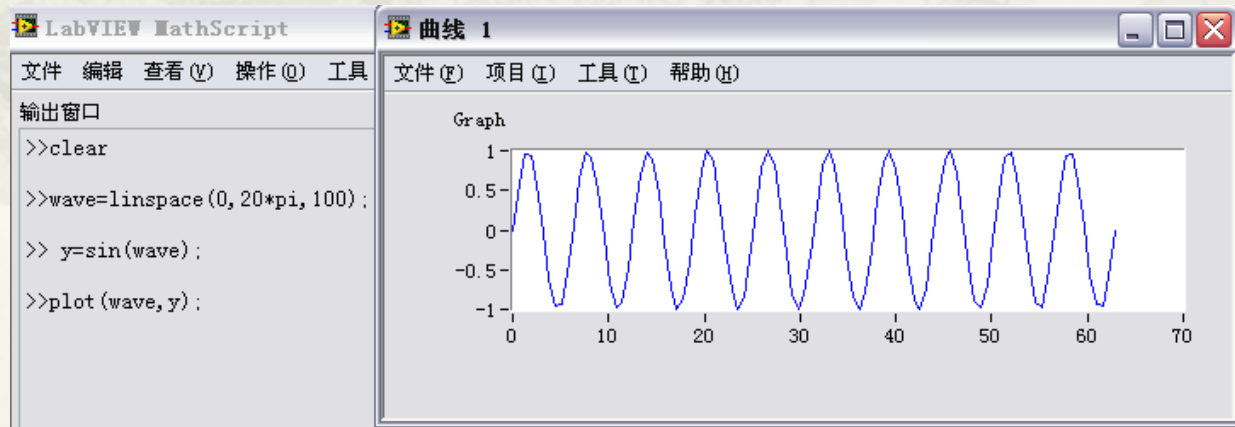 LabVIEW MathScript
文件 编辑 查看(V) 操作(O) 工具
输出窗口
>>clear
>>wave=linspace(0,20*pi,100);
>> y=sin(wave);
>>plot(wave,y);
曲线 1
文件(F) 项目(I) 工具(T) 帮助(H)
Graph
1
0.5
0
-0.5
-1
0 10 20 30 40 50 60 70